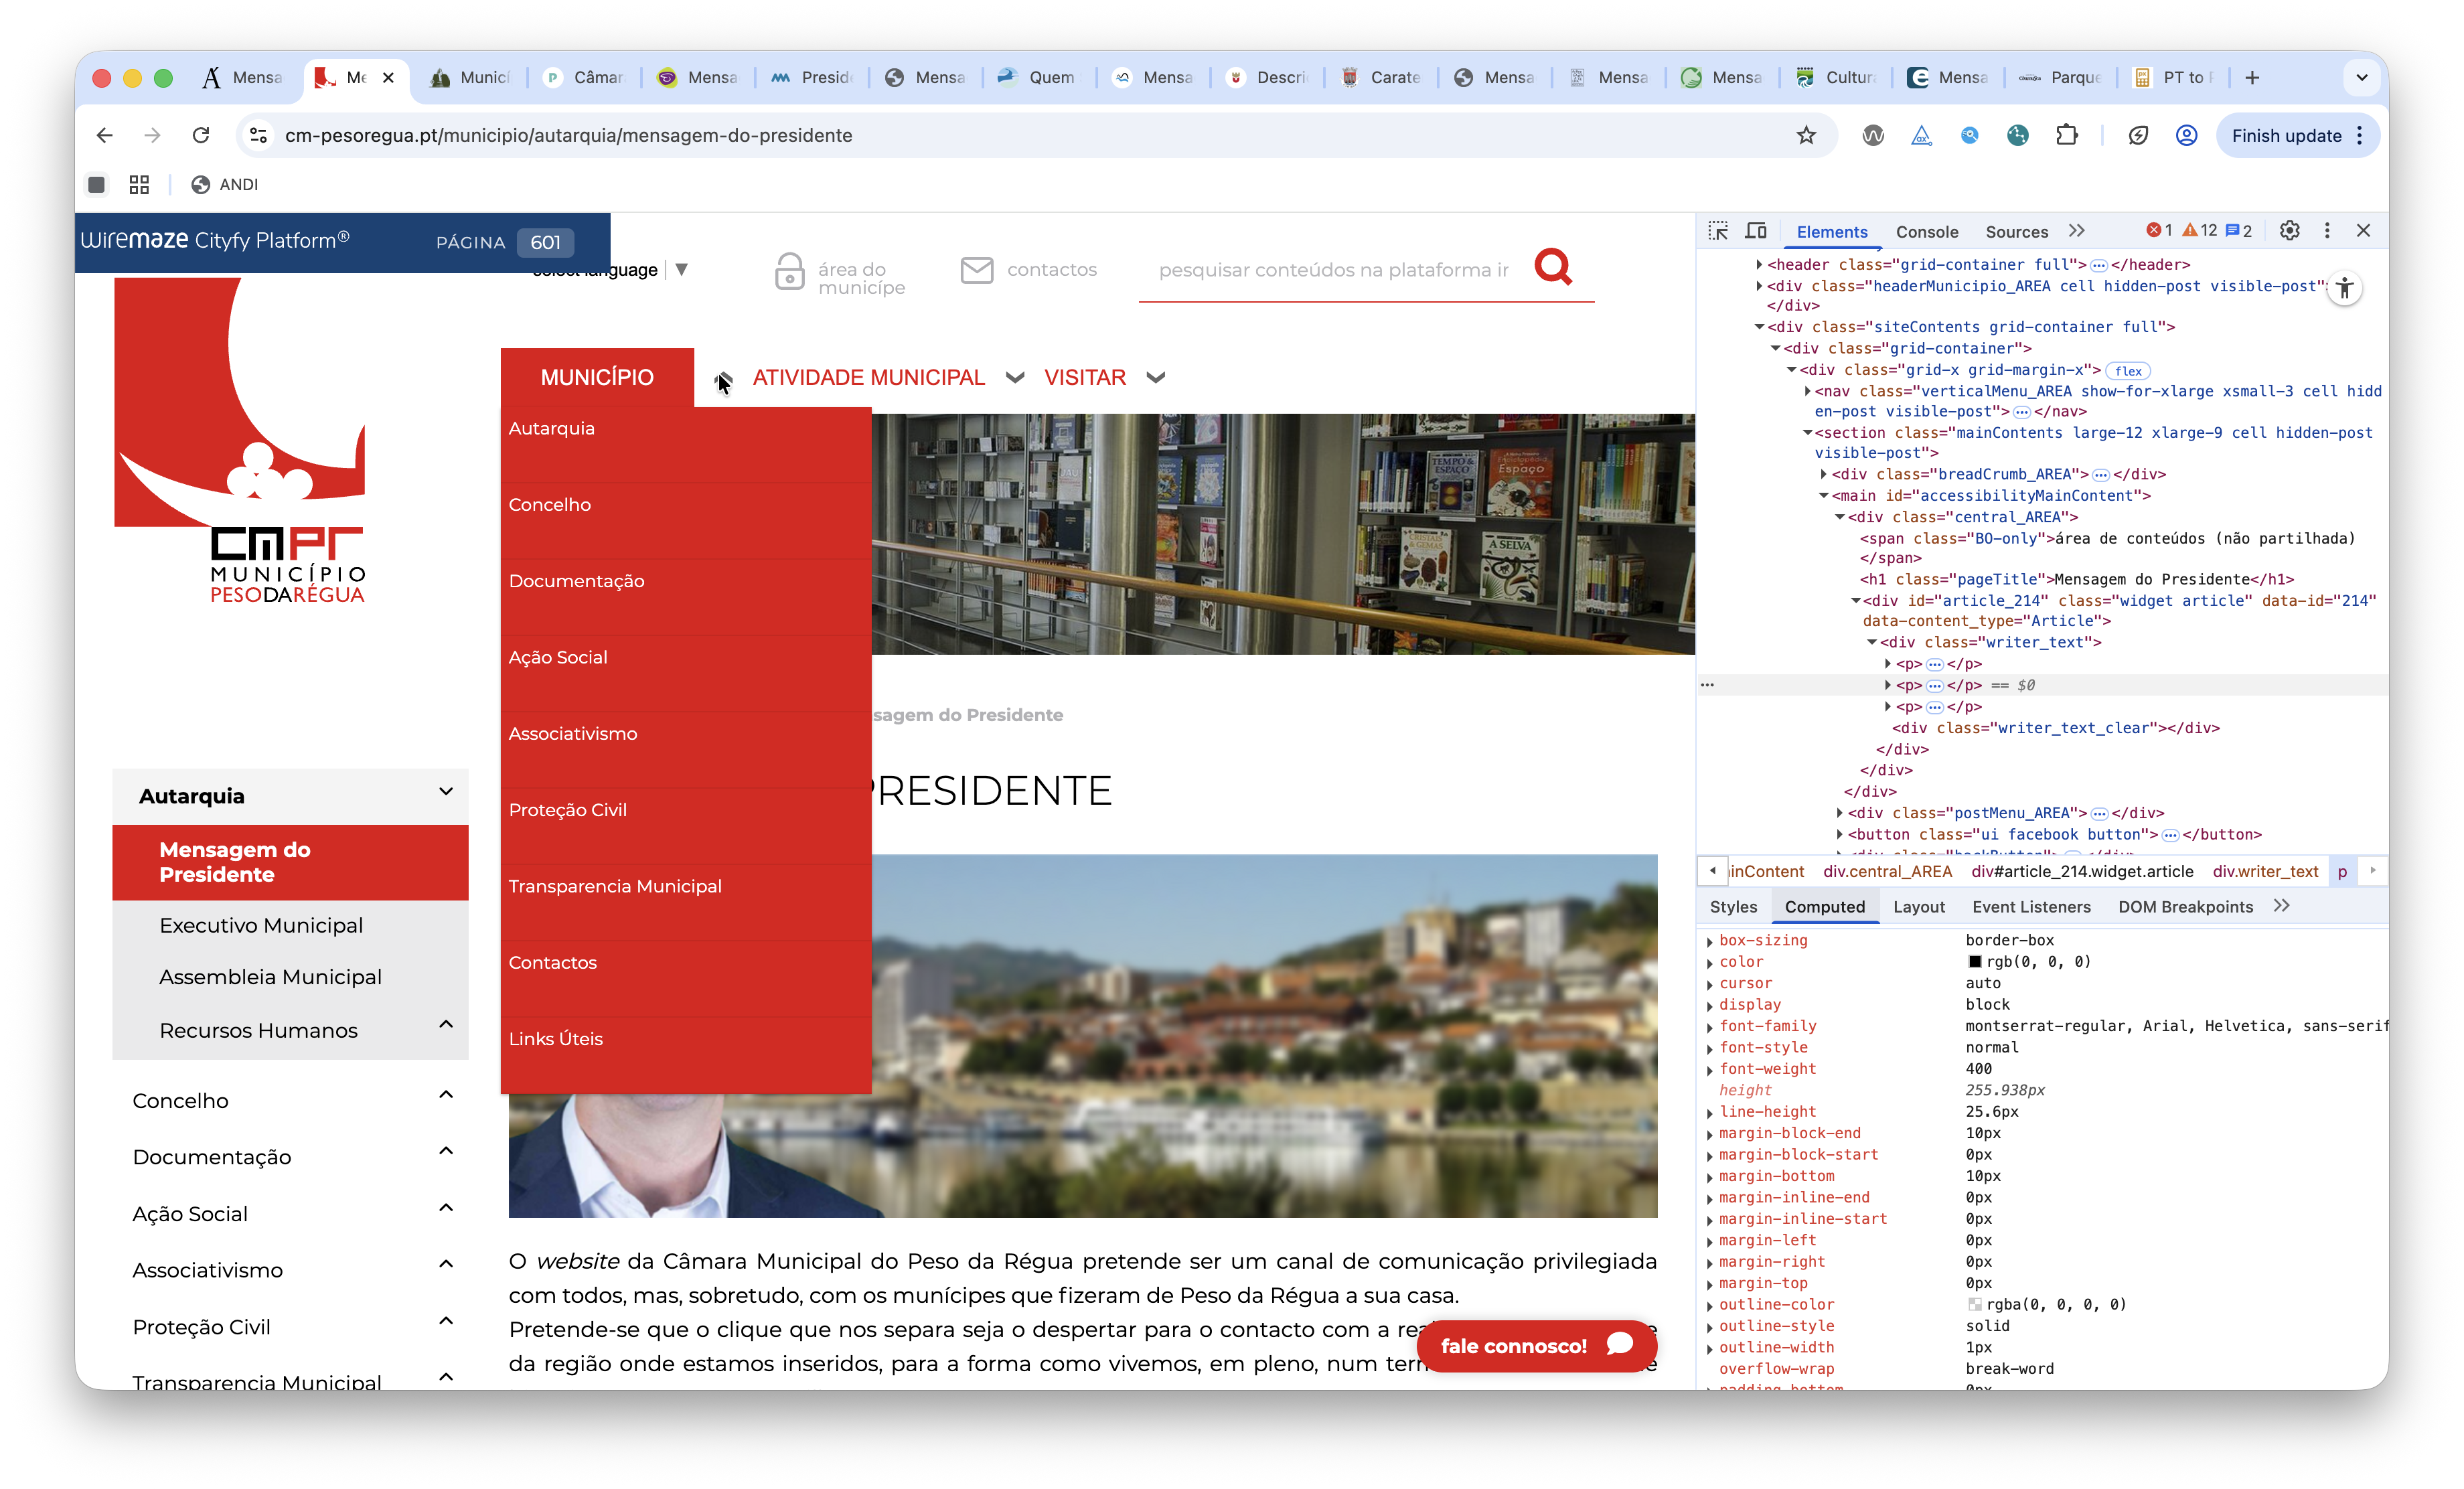 Mensa
Me
Municí
Câmar
Mensa
Presid
Mensa
Quem
Mensa
Descri
Carate
Mensa
Mensa
Mensa
Cultur
Mensa
Parque
PT to
cm-pesoregua.pt/municipio/autarquia/mensagem-do-presidente
Finish update
ANDI
wiremaze Cityfy Platform®
PÁGINA 601
select language ▼
área do
munícipe
contactos
pesquisar conteúdos na plataforma ir
CMPR
MUNICÍPIO
PESODARÉGUA
MUNICÍPIO
ATIVIDADE MUNICIPAL
VISITAR
Autarquia
Concelho
Documentação
Ação Social
Associativismo
Proteção Civil
Transparencia Municipal
Contactos
Links Úteis
TEMPO &
ESPAÇO
Espaço
CRISTAIS
& GEMAS
A SELVA
sagem do Presidente
PRESIDENTE
Autarquia
Mensagem do
Presidente
Executivo Municipal
Assembleia Municipal
Recursos Humanos
Concelho
Documentação
Ação Social
Associativismo
Proteção Civil
Transparencia Municipal
O website da Câmara Municipal do Peso da Régua pretende ser um canal de comunicação privilegiada
com todos, mas, sobretudo, com os munícipes que fizeram de Peso da Régua a sua casa.
Pretende-se que o clique que nos separa seja o despertar para o contacto com a rea e
da região onde estamos inseridos, para a forma como vivemos, em pleno, num terr e
fale connosco!
Elements
Console
Sources
1
12
2
<header class="grid-container full">…</header>
<div class="headerMunicipio_AREA cell hidden-post visible-post">
</div>
<div class="siteContents grid-container full">
<div class="grid-container">
<div class="grid-x grid-margin-x"> flex
<nav class="verticalMenu_AREA show-for-xlarge xsmall-3 cell hidd
en-post visible-post">…</nav>
<section class="mainContents large-12 xlarge-9 cell hidden-post
visible-post">
<div class="breadCrumb_AREA">…</div>
<main id="accessibilityMainContent">
<div class="central_AREA">
<span class="BO-only">área de conteúdos (não partilhada)
</span>
<h1 class="pageTitle">Mensagem do Presidente</h1>
<div id="article_214" class="widget article" data-id="214"
data-content_type="Article">
<div class="writer_text">
<p>…</p>
<p>…</p> == $0
<p>…</p>
<div class="writer_text_clear"></div>
</div>
</div>
</div>
<div class="postMenu_AREA">…</div>
<button class="ui facebook button">…</button>
inContent
div.central_AREA
div#article_214.widget.article
div.writer_text
p
Styles
Computed
Layout
Event Listeners
DOM Breakpoints
box-sizing border-box
color rgb(0, 0, 0)
cursor auto
display block
font-family montserrat-regular, Arial, Helvetica, sans-serif
font-style normal
font-weight 400
height 255.938px
line-height 25.6px
margin-block-end 10px
margin-block-start 0px
margin-bottom 10px
margin-inline-end 0px
margin-inline-start 0px
margin-left 0px
margin-right 0px
margin-top 0px
outline-color rgba(0, 0, 0, 0)
outline-style solid
outline-width 1px
overflow-wrap break-word
padding-bottom 0px